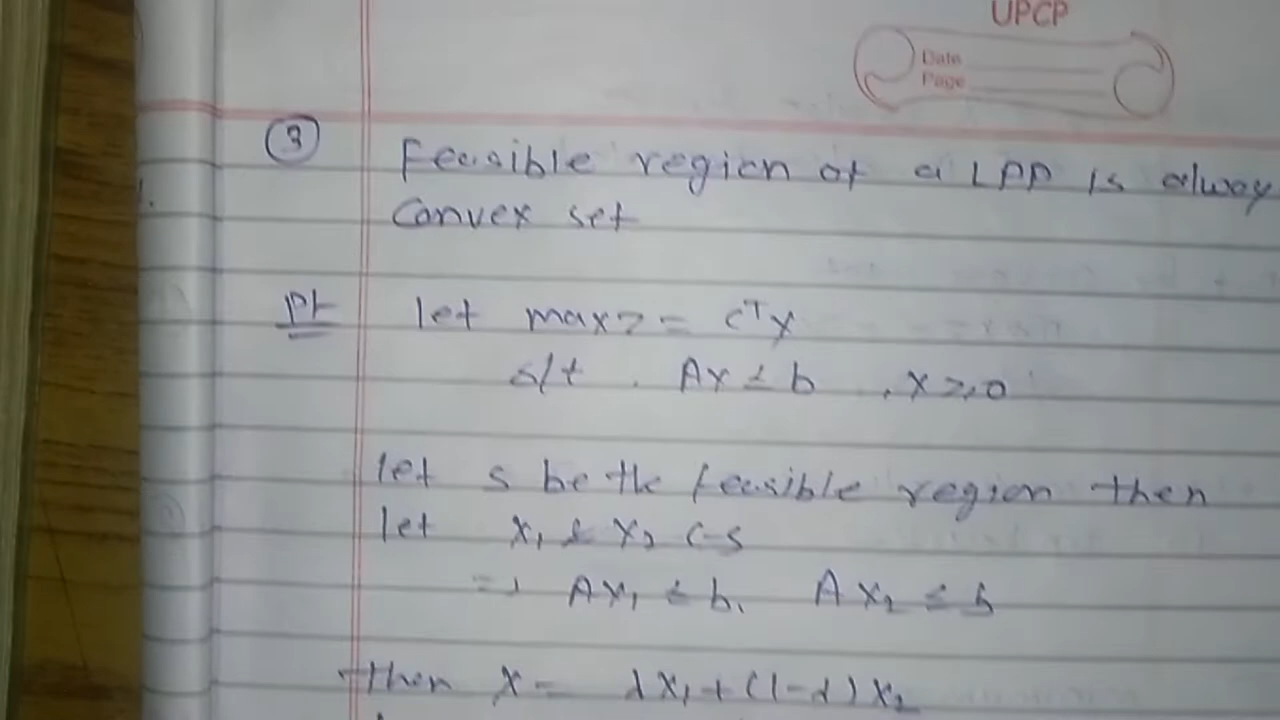 UPCP
Date
Page
③ Feasible region of a LPP is alway
Convex set
Pf let max z = cᵀx
s/t . Ax ≤ b , x ≥ 0
let s be the feasible region then
let x₁ & x₂ ∈ s
⇒ Ax₁ ≤ b, Ax₂ ≤ b
then x = λx₁ + (1-λ)x₂